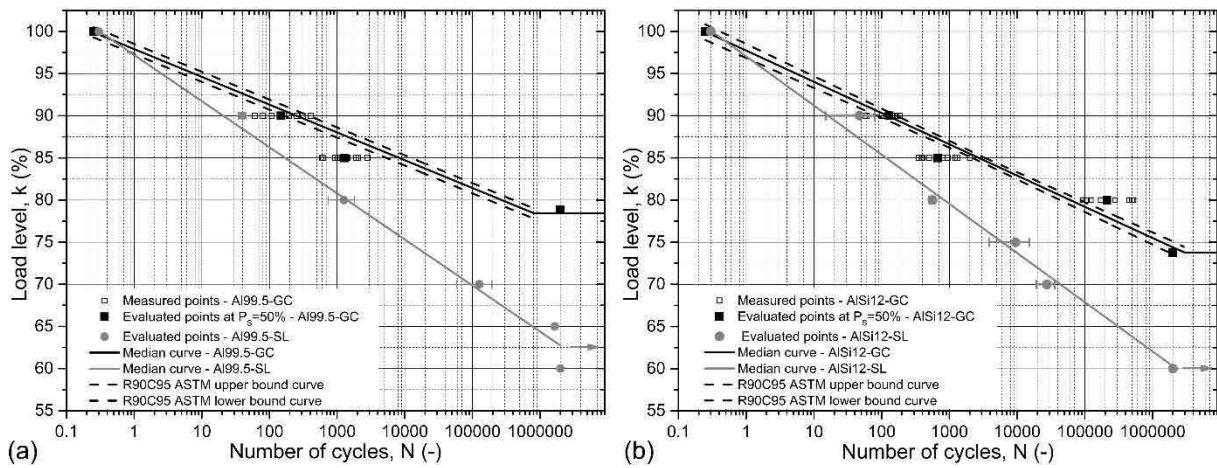 100
95
90
85
80
75
70
65
60
55
Load level, k (%)
Measured points - Al99.5-GC
Evaluated points at PS=50% - Al99.5-GC
Evaluated points - Al99.5-SL
Median curve - Al99.5-GC
Median curve - Al99.5-SL
R90C95 ASTM upper bound curve
R90C95 ASTM lower bound curve
0.1 1 10 100 1000 10000 100000 1000000
Number of cycles, N (-)
(a)
100
95
90
85
80
75
70
65
60
55
Load level, k (%)
Measured points - AlSi12-GC
Evaluated points at PS=50% - AlSi12-GC
Evaluated points - AlSi12-SL
Median curve - AlSi12-GC
Median curve - AlSi12-SL
R90C95 ASTM upper bound curve
R90C95 ASTM lower bound curve
0.1 1 10 100 1000 10000 100000 1000000
Number of cycles, N (-)
(b)